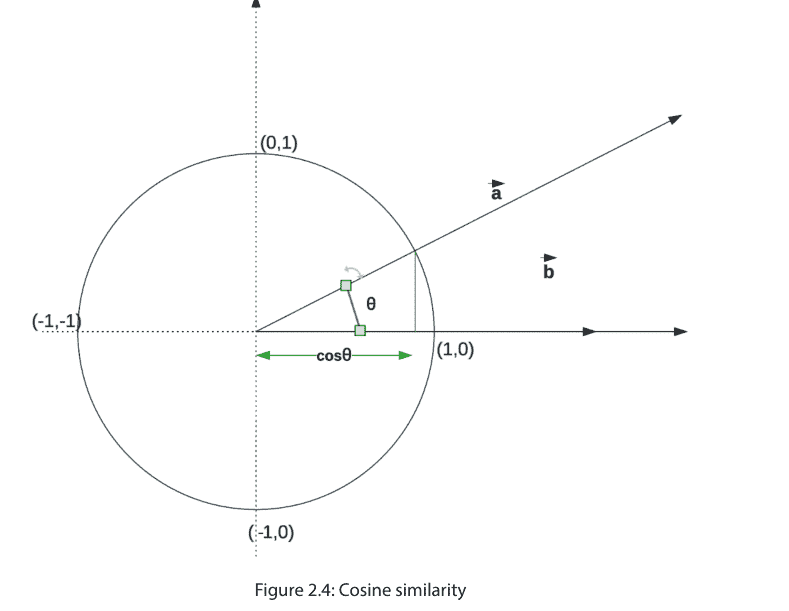 (0,1)
a
b
θ
(-1,-1)
(1,0)
cosθ
(-1,0)
Figure 2.4: Cosine similarity